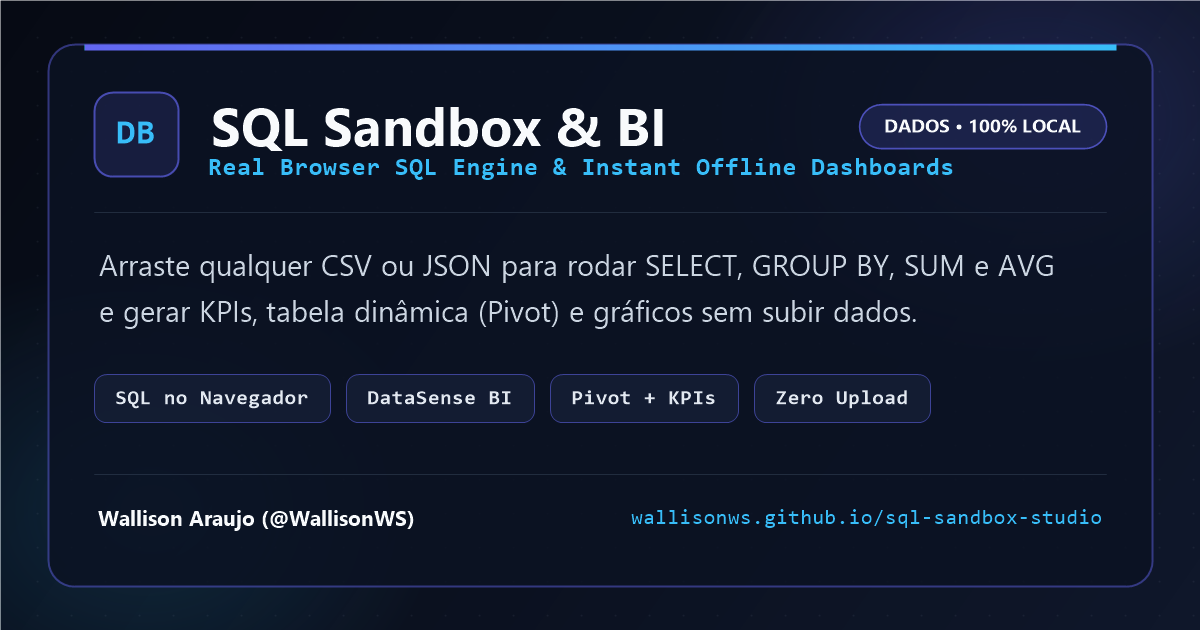 DB
SQL Sandbox & BI
DADOS • 100% LOCAL
Real Browser SQL Engine & Instant Offline Dashboards
Arraste qualquer CSV ou JSON para rodar SELECT, GROUP BY, SUM e AVG
e gerar KPIs, tabela dinâmica (Pivot) e gráficos sem subir dados.
SQL no Navegador
DataSense BI
Pivot + KPIs
Zero Upload
Wallison Araujo (@WallisonWS)
wallisonws.github.io/sql-sandbox-studio